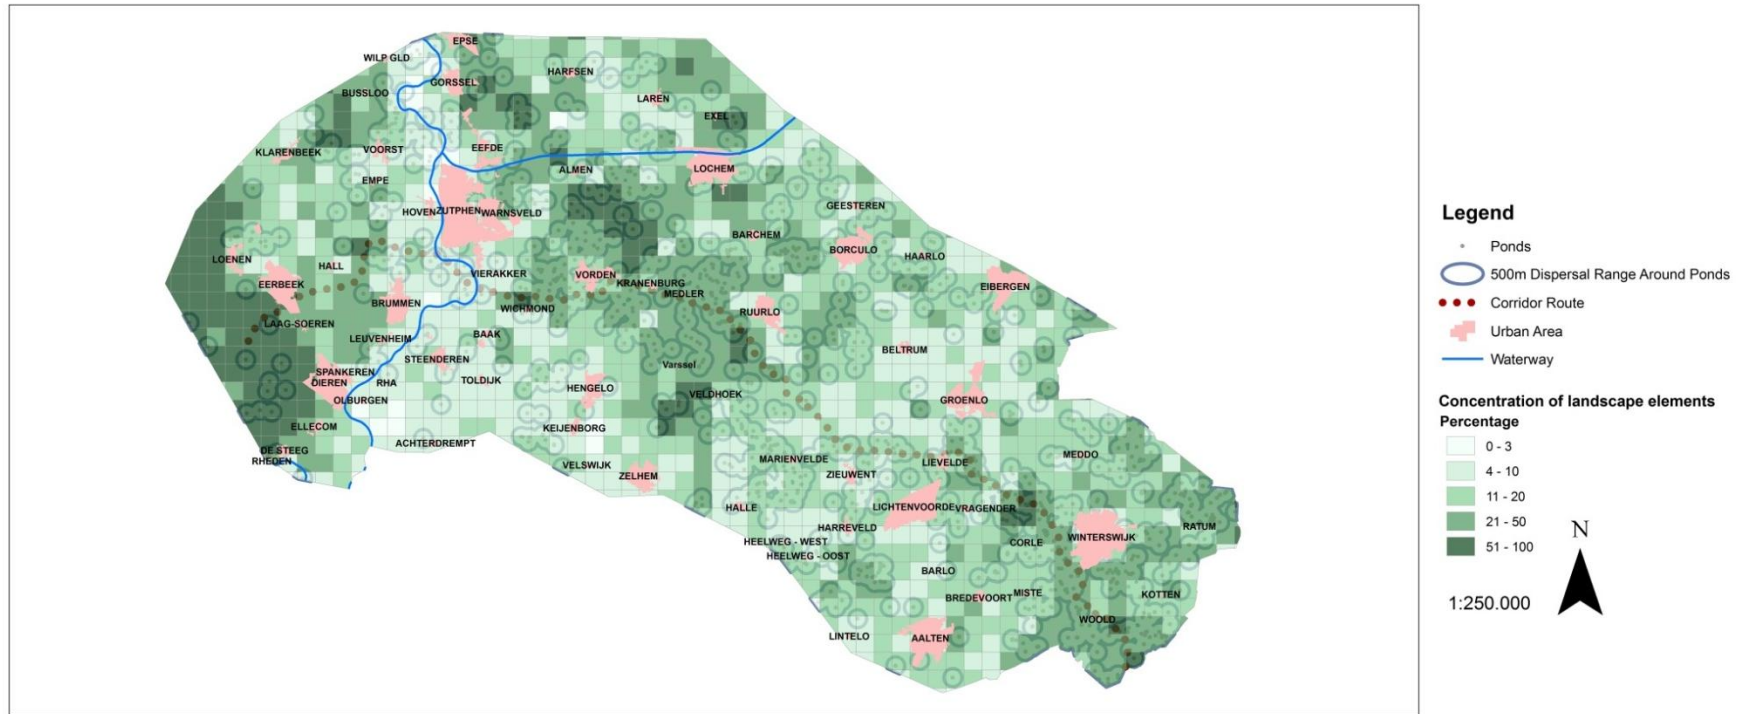 EPSE
WILP GLD
HARFSEN
GORSSEL
BUSSLOO
LAREN
EXEL
EEFDE
VOORST
KLARENBEEK
ALMEN
LOCHEM
EMPE
GEESTEREN
HOVEN
ZUTPHEN
WARNSVELD
BARCHEM
BORCULO
HAARLO
LOENEN
HALL
VIERAKKER
VORDEN
KRANENBURG
EERBEEK
EIBERGEN
MEDLER
BRUMMEN
WICHMOND
RUURLO
LAAG-SOEREN
LEUVENHEIM
BAAK
BELTRUM
STEENDEREN
Varssel
SPANKEREN
DIEREN
RHA
TOLDIJK
HENGELO
VELDHOEK
OLBURGEN
GROENLO
ELLECOM
KEIJENBORG
ACHTERDREMPT
DE STEEG
RHEDEN
MARIENVELDE
LIEVELDE
MEDDO
VELSWIJK
ZELHEM
ZIEUWENT
HALLE
LICHTENVOORDE
VRAGENDER
HARREVELD
RATUM
WINTERSWIJK
HEELWEG - WEST
CORLE
HEELWEG - OOST
BARLO
BREDEVOORT
MISTE
KOTTEN
WOOLD
LINTELO
AALTEN
Legend
Ponds
500m Dispersal Range Around Ponds
Corridor Route
Urban Area
Waterway
Concentration of landscape elements
Percentage
0 - 3
4 - 10
11 - 20
21 - 50
51 - 100
N
1:250.000